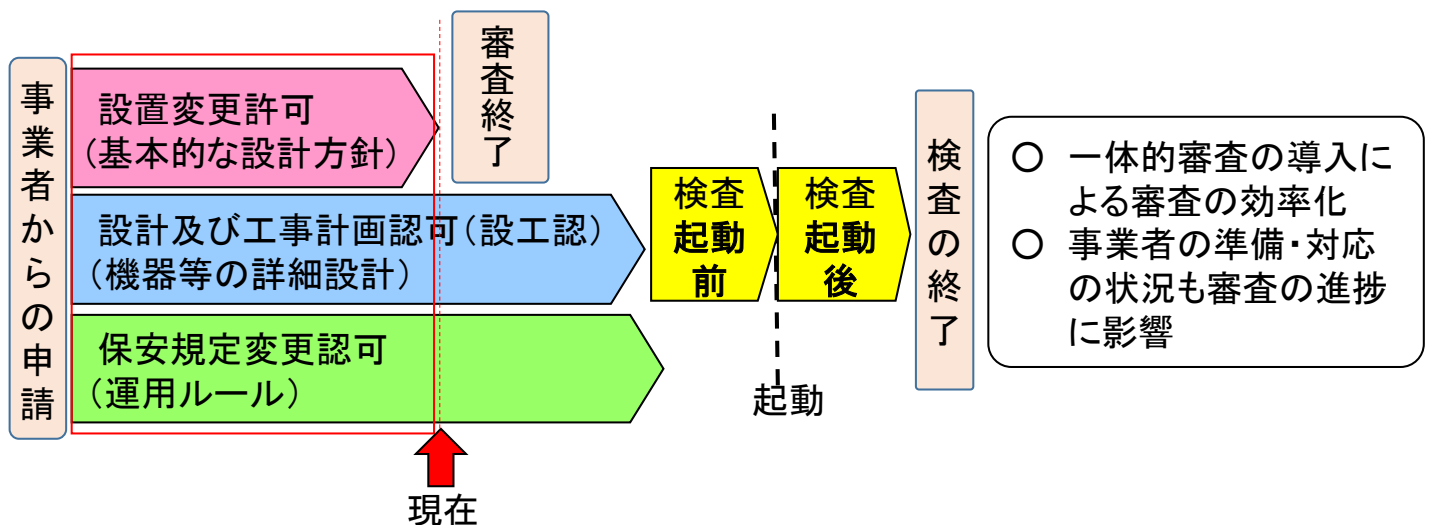 事業者からの申請
設置変更許可
(基本的な設計方針)
審査終了
設計及び工事計画認可(設工認)
(機器等の詳細設計)
保安規定変更認可
(運用ルール)
現在
検査
起動
前
検査
起動
後
起動
検査の終了
○ 一体的審査の導入に
よる審査の効率化
○ 事業者の準備・対応
の状況も審査の進捗
に影響